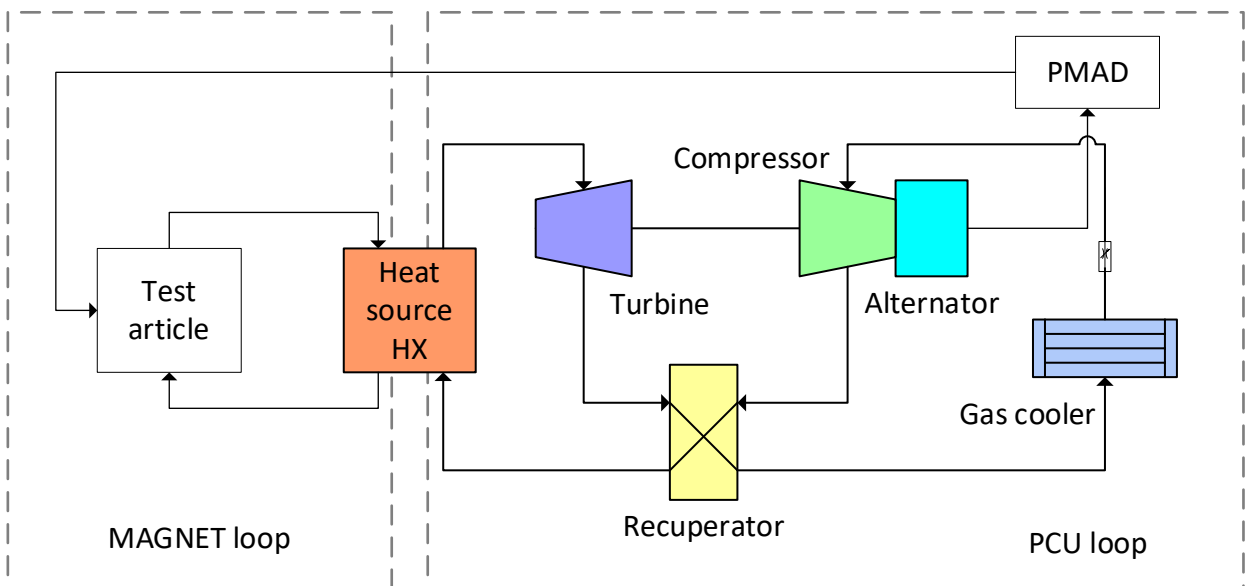 PMAD
Compressor
Test
article
Heat
source
HX
Turbine
Alternator
Gas cooler
Recuperator
MAGNET loop
PCU loop